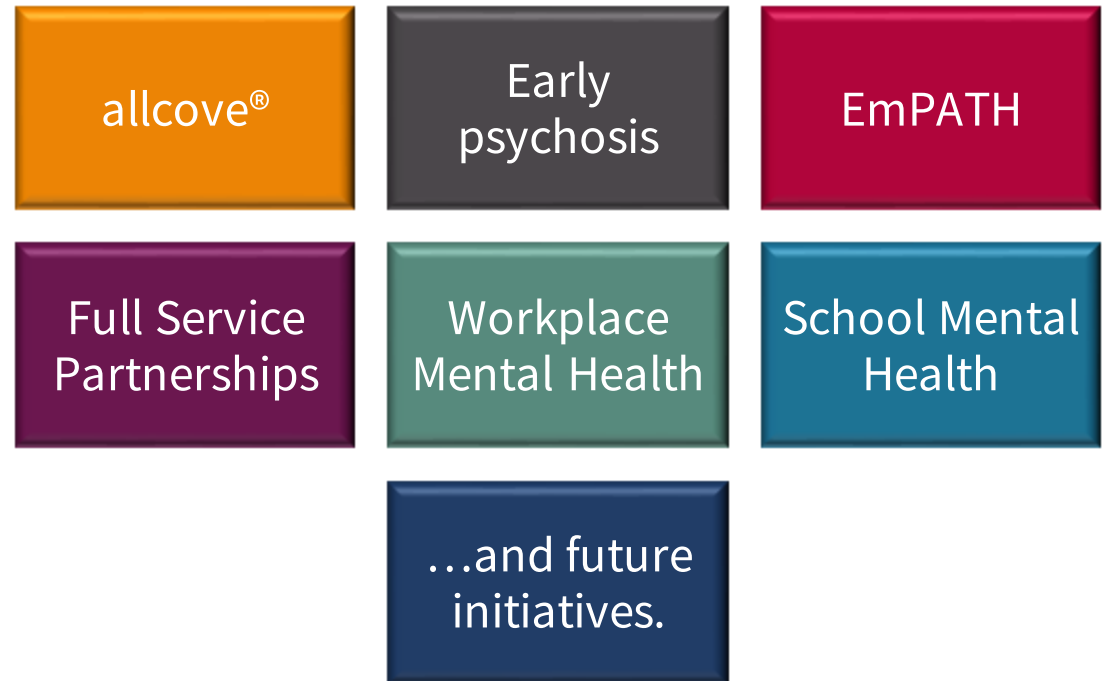 allcove®
Early
psychosis
EmPATH
Full Service
Partnerships
Workplace
Mental Health
School Mental
Health
…and future
initiatives.